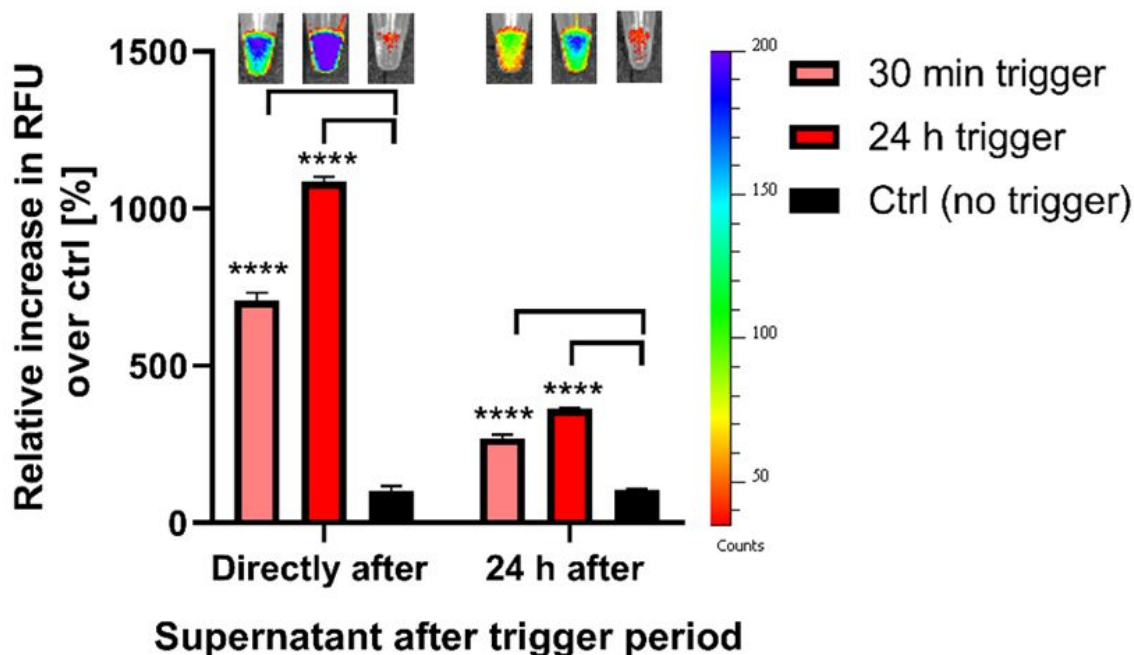 Relative increase in RFU
over ctrl [%]
1500
1000
500
0
****
****
****
****
Directly after
24 h after
Supernatant after trigger period
200
150
100
50
Counts
30 min trigger
24 h trigger
Ctrl (no trigger)